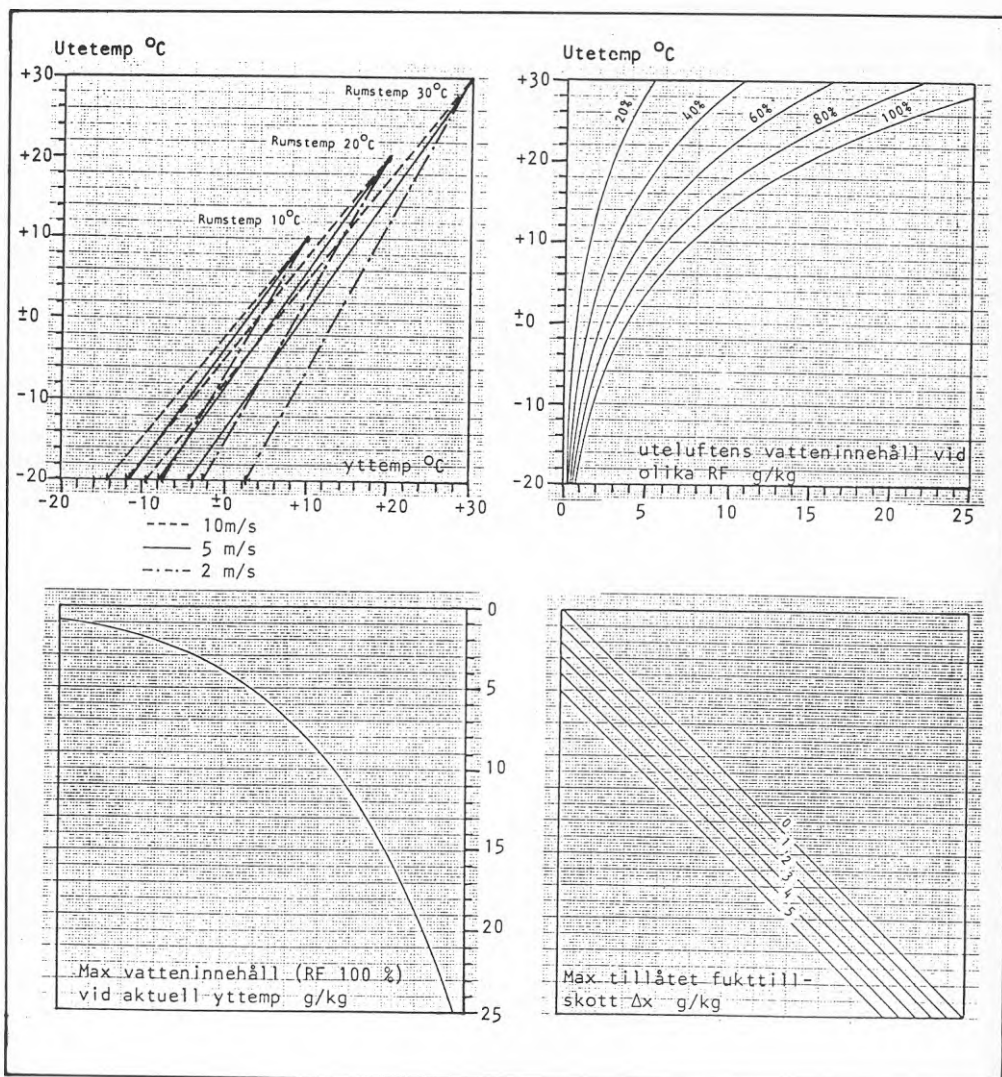 Utetemp °C
+30
+20
+10
±0
-10
-20
Rumstemp 30°C
Rumstemp 20°C
Rumstemp 10°C
yttemp °C
-20
-10
±0
+10
+20
+30
---- 10m/s
—— 5 m/s
—·—·— 2 m/s
Utetemp °C
+30
+20
+10
±0
-10
-20
20%
40%
60%
80%
100%
uteluftens vatteninnehåll vid
olika RF g/kg
0
5
10
15
20
25
0
5
10
15
20
25
Max vatteninnehåll (RF 100 %)
vid aktuell yttemp g/kg
0
1
2
3
4
5
Max tillåtet fukttill-
skott Δx g/kg